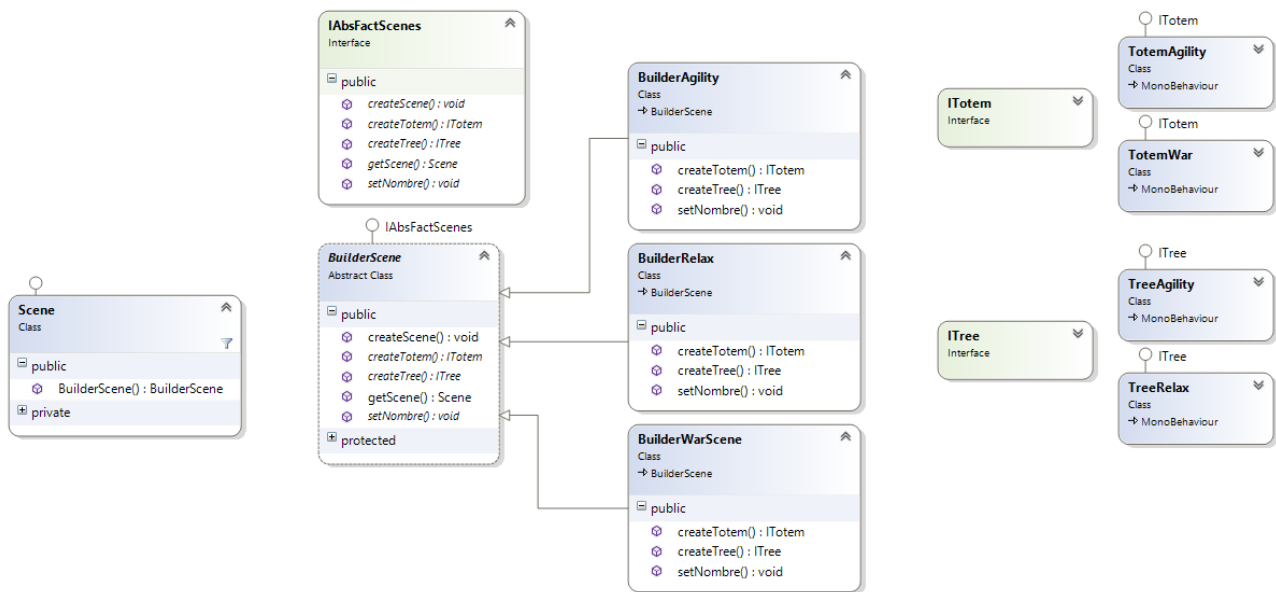 IAbsFactScenes
Interface
public
createScene() : void
createTotem() : ITotem
createTree() : ITree
getScene() : Scene
setNombre() : void
IAbsFactScenes
BuilderScene
Abstract Class
public
createScene() : void
createTotem() : ITotem
createTree() : ITree
getScene() : Scene
setNombre() : void
protected
Scene
Class
public
BuilderScene() : BuilderScene
private
BuilderAgility
Class
BuilderScene
public
createTotem() : ITotem
createTree() : ITree
setNombre() : void
BuilderRelax
Class
BuilderScene
public
createTotem() : ITotem
createTree() : ITree
setNombre() : void
BuilderWarScene
Class
BuilderScene
public
createTotem() : ITotem
createTree() : ITree
setNombre() : void
ITotem
Interface
ITree
Interface
ITotem
TotemAgility
Class
MonoBehaviour
ITotem
TotemWar
Class
MonoBehaviour
ITree
TreeAgility
Class
MonoBehaviour
ITree
TreeRelax
Class
MonoBehaviour